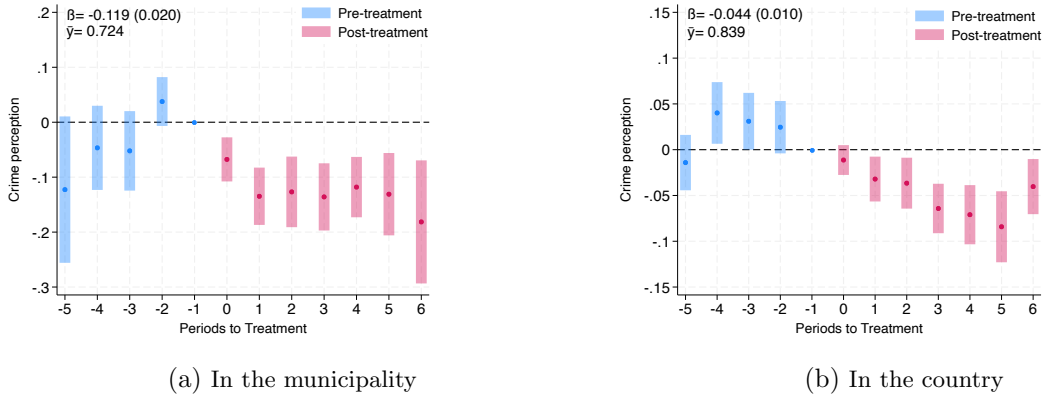 ß= -0.119 (0.020)
ȳ= 0.724
Pre-treatment
Post-treatment
.2
.1
0
-.1
-.2
-.3
Crime perception
-5 -4 -3 -2 -1 0 1 2 3 4 5 6
Periods to Treatment
(a) In the municipality
ß= -0.044 (0.010)
ȳ= 0.839
Pre-treatment
Post-treatment
.15
.1
.05
0
-.05
-.1
-.15
Crime perception
-5 -4 -3 -2 -1 0 1 2 3 4 5 6
Periods to Treatment
(b) In the country